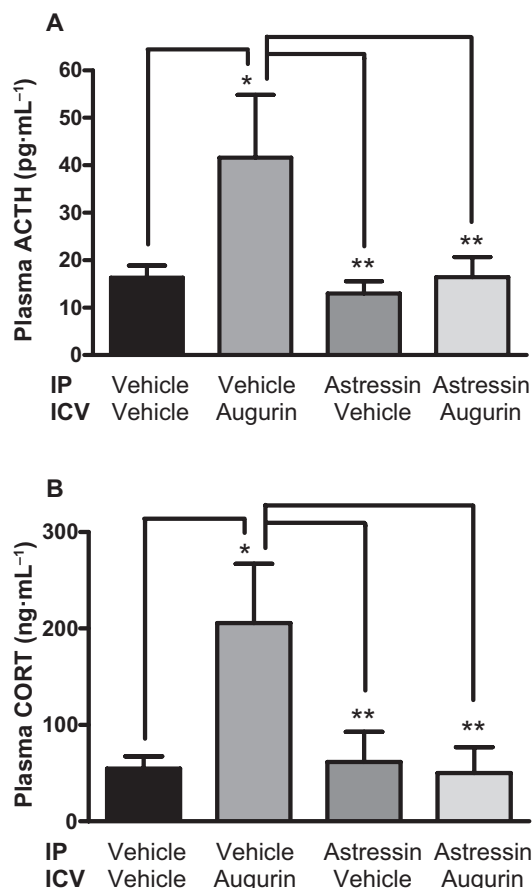 A
Plasma ACTH (pg·mL⁻¹)
60
50
40
30
20
10
0
*
**
**
IP Vehicle Vehicle Astressin Astressin
ICV Vehicle Augurin Vehicle Augurin
B
Plasma CORT (ng·mL⁻¹)
300
200
100
0
*
**
**
IP Vehicle Vehicle Astressin Astressin
ICV Vehicle Augurin Vehicle Augurin